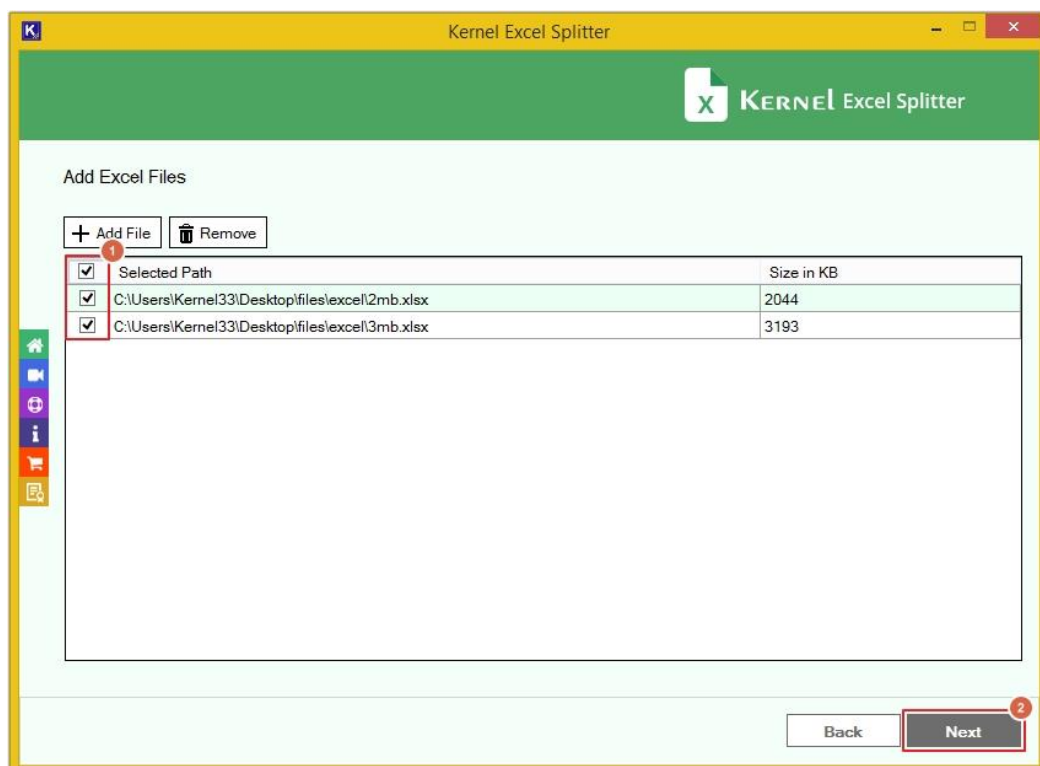 Kernel Excel Splitter
X KERNEL Excel Splitter
Add Excel Files
Add File Remove
1
Selected Path Size in KB
C:\Users\Kernel33\Desktop\files\excel\2mb.xlsx 2044
C:\Users\Kernel33\Desktop\files\excel\3mb.xlsx 3193
2
Back Next